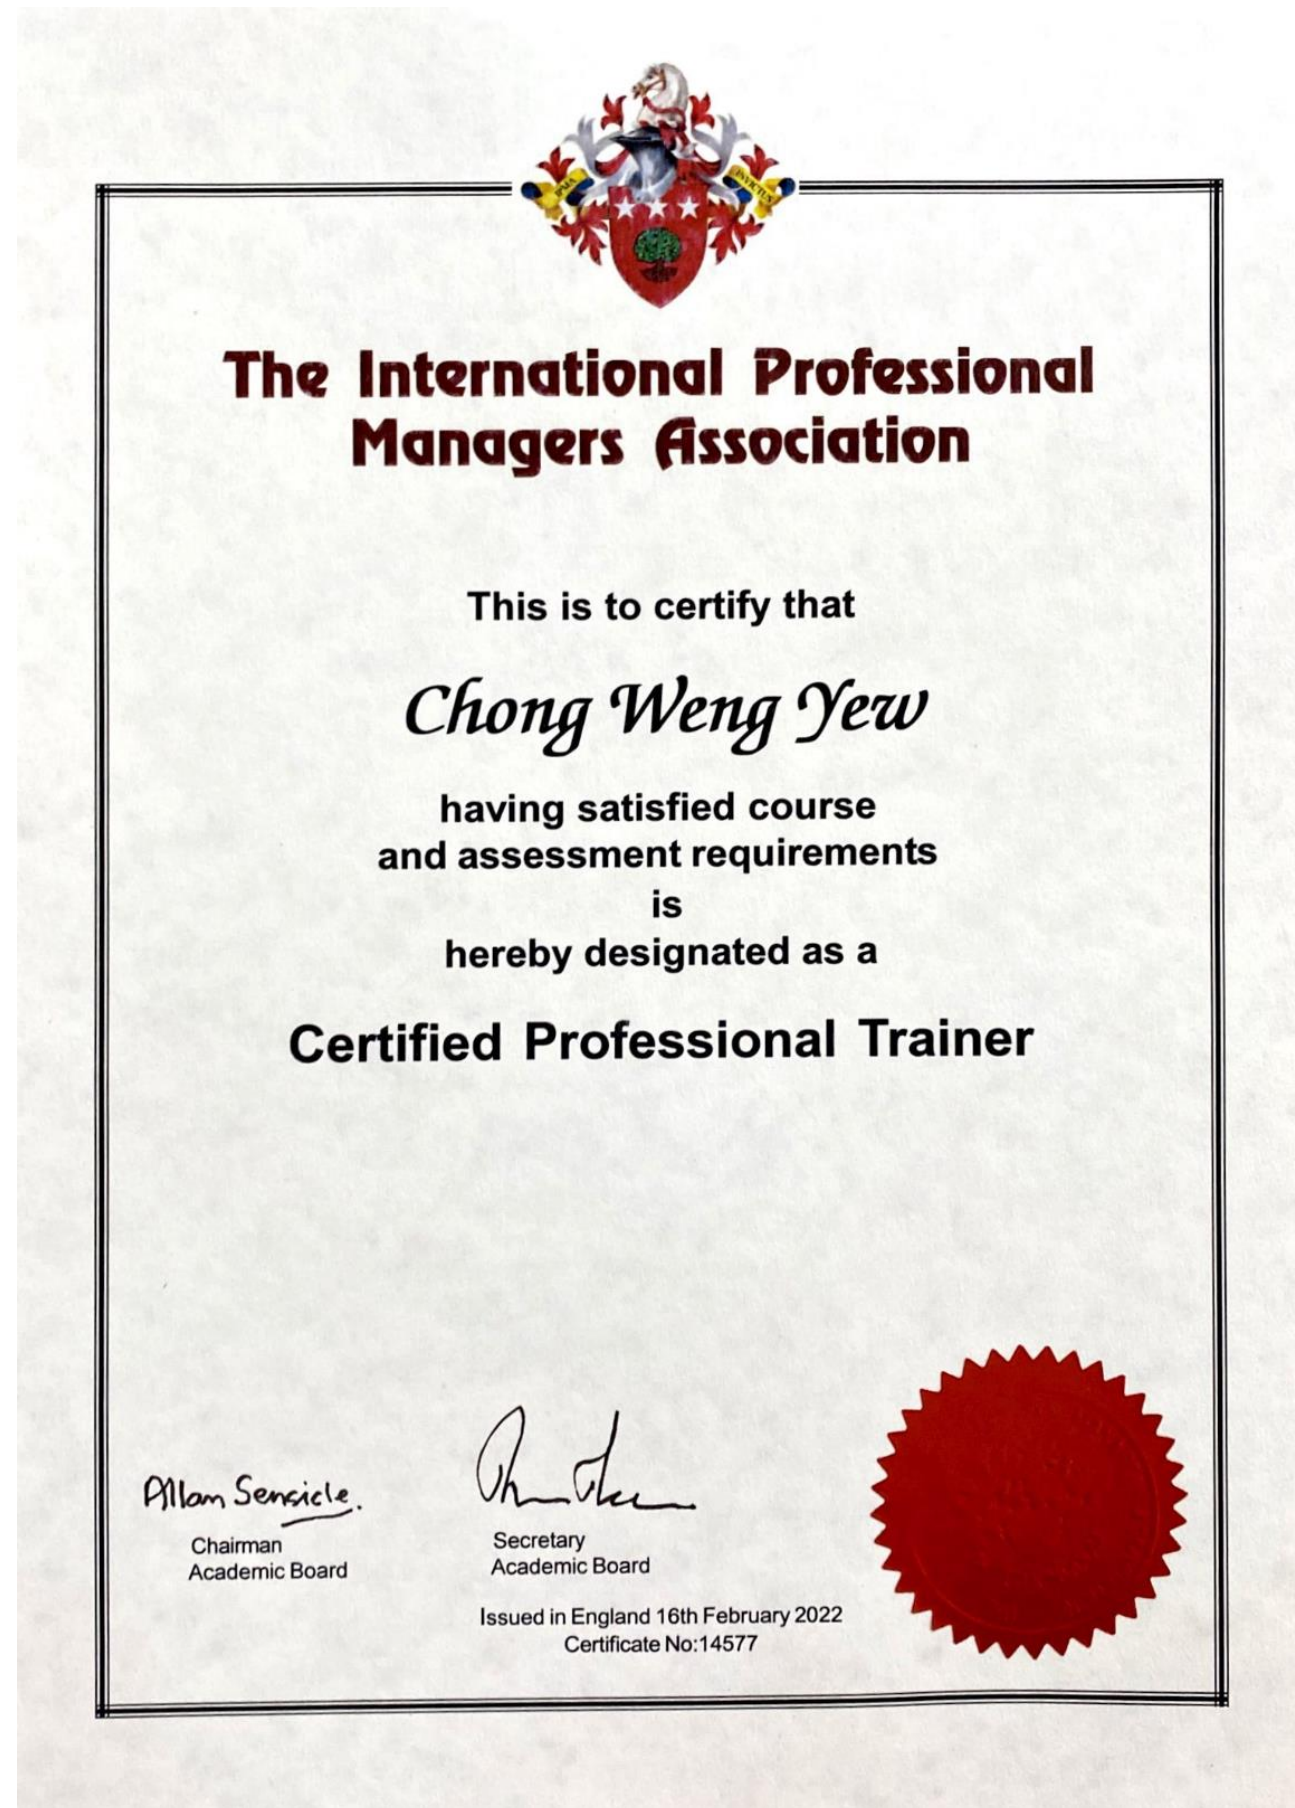 IPMA
INVICTUS
The International Professional
Managers Association
This is to certify that
Chong Weng Yew
having satisfied course
and assessment requirements
is
hereby designated as a
Certified Professional Trainer
Allan Sensicle.
Chairman
Academic Board
Secretary
Academic Board
Issued in England 16th February 2022
Certificate No:14577